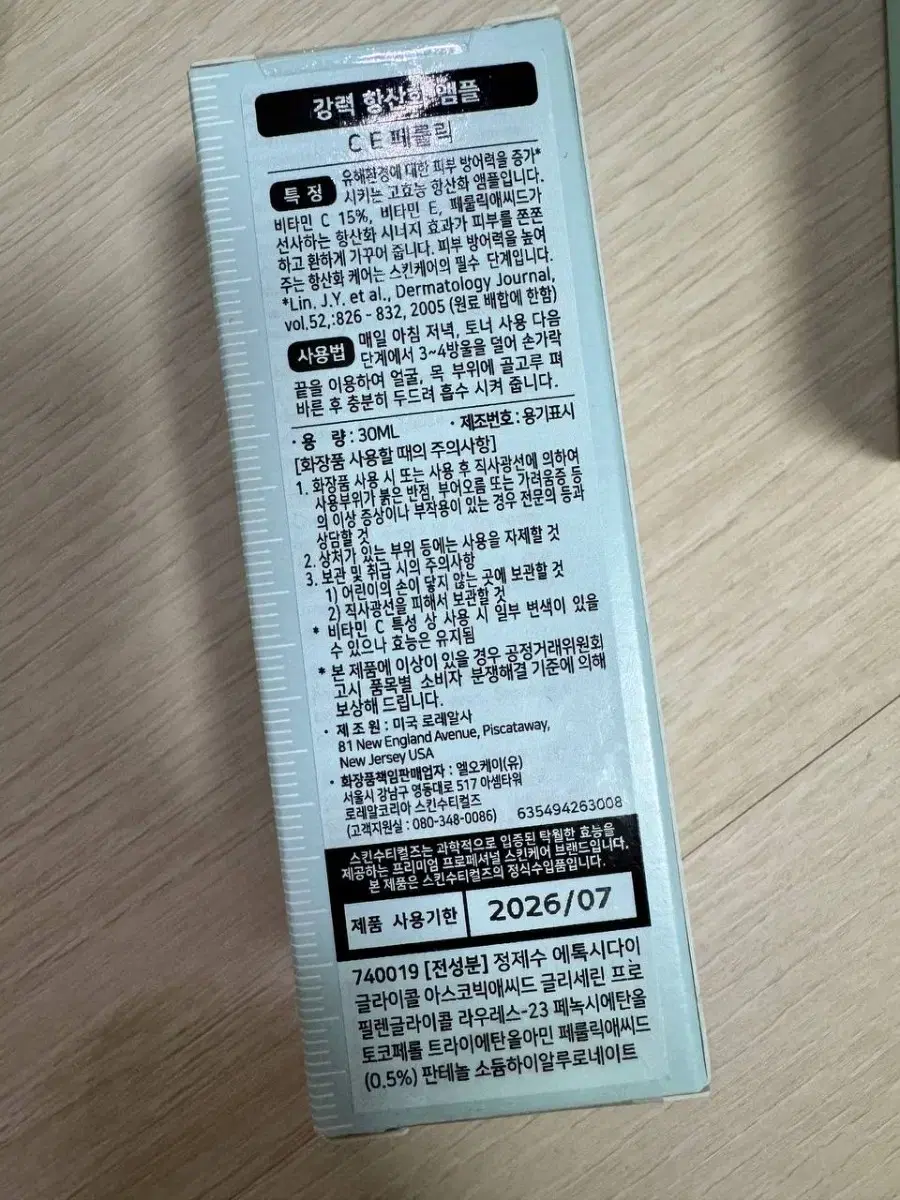 강력 항산화 앰플
C E 페룰릭
특 징 유해환경에 대한 피부 방어력을 증가*
시키는 고효능 항산화 앰플입니다.
비타민 C 15%, 비타민 E, 페룰릭애씨드가
선사하는 항산화 시너지 효과가 피부를 쫀쫀
하고 환하게 가꾸어 줍니다. 피부 방어력을 높여
주는 항산화 케어는 스킨케어의 필수 단계입니다.
*Lin. J.Y. et al., Dermatology Journal,
vol.52,:826 - 832, 2005 (원료 배합에 한함)
사용법 매일 아침 저녁, 토너 사용 다음
단계에서 3~4방울을 덜어 손가락
끝을 이용하여 얼굴, 목 부위에 골고루 펴
바른 후 충분히 두드려 흡수 시켜 줍니다.
· 용 량 : 30ML · 제조번호 : 용기표시
[화장품 사용할 때의 주의사항]
1. 화장품 사용 시 또는 사용 후 직사광선에 의하여
사용부위가 붉은 반점, 부어오름 또는 가려움증 등
의 이상 증상이나 부작용이 있는 경우 전문의 등과
상담할 것
2. 상처가 있는 부위 등에는 사용을 자제할 것
3. 보관 및 취급 시의 주의사항
1) 어린이의 손이 닿지 않는 곳에 보관할 것
2) 직사광선을 피해서 보관할 것
* 비타민 C 특성 상 사용 시 일부 변색이 있을
수 있으나 효능은 유지됨
* 본 제품에 이상이 있을 경우 공정거래위원회
고시 품목별 소비자 분쟁해결 기준에 의해
보상해 드립니다.
· 제 조 원 : 미국 로레알사
81 New England Avenue, Piscataway,
New Jersey USA
· 화장품책임판매업자 : 엘오케이(유)
서울시 강남구 영동대로 517 아셈타워
로레알코리아 스킨수티컬즈
(고객지원실 : 080-348-0086) 635494263008
스킨수티컬즈는 과학적으로 입증된 탁월한 효능을
제공하는 프리미엄 프로페셔널 스킨케어 브랜드입니다.
본 제품은 스킨수티컬즈의 정식수입품입니다.
제품 사용기한 2026/07
740019 [전성분] 정제수 에톡시다이
글라이콜 아스코빅애씨드 글리세린 프로
필렌글라이콜 라우레스-23 페녹시에탄올
토코페롤 트라이에탄올아민 페룰릭애씨드
(0.5%) 판테놀 소듐하이알루로네이트